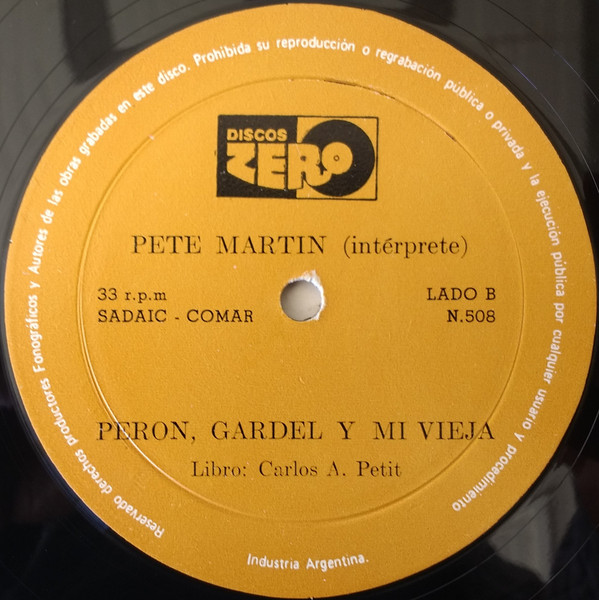 Reservado derechos productores Fonográficos y Autores de las obras grabadas en este disco. Prohibida su reproducción o regrabación pública o privada y la ejecución pública por cualquier usuario y procedimiento
DISCOS
ZERO
PETE MARTIN (intérprete)
33 r.p.m LADO B
SADAIC - COMAR N.508
PERON, GARDEL Y MI VIEJA
Libro: Carlos A. Petit
Industria Argentina.